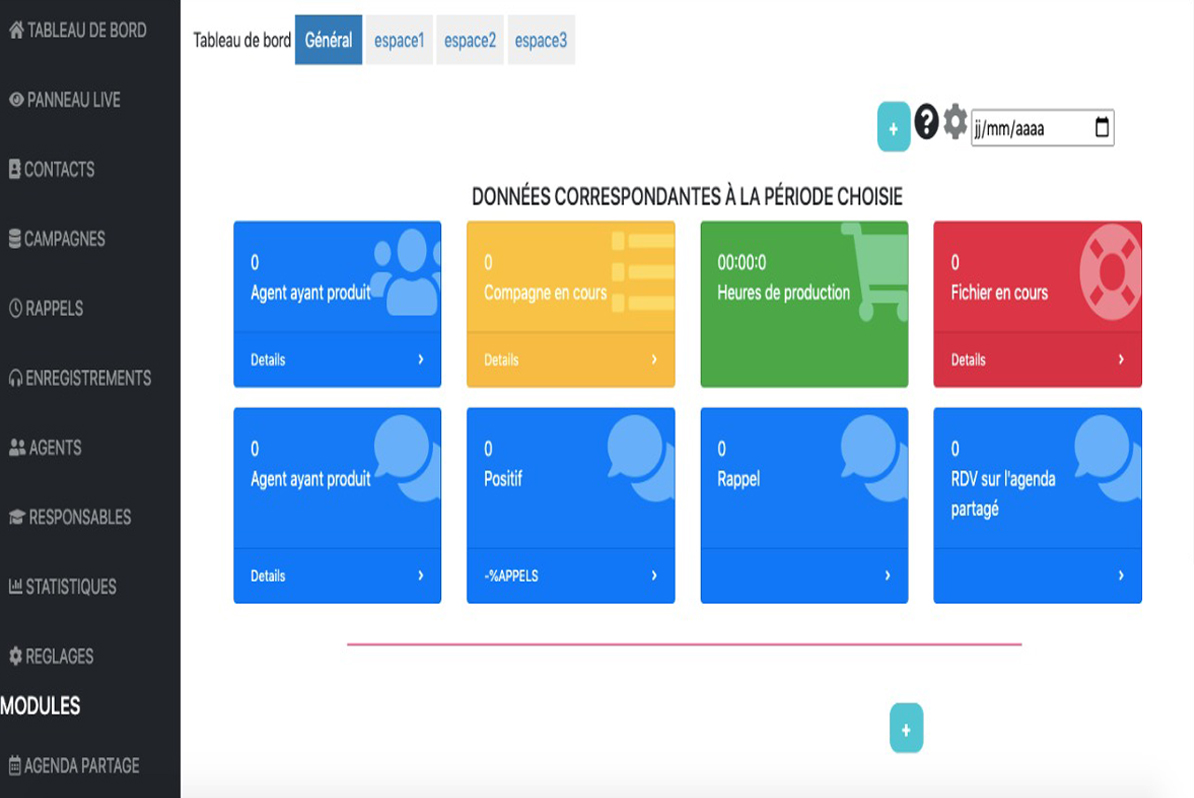 TABLEAU DE BORD
PANNEAU LIVE
CONTACTS
CAMPAGNES
RAPPELS
ENREGISTREMENTS
AGENTS
RESPONSABLES
STATISTIQUES
REGLAGES
MODULES
AGENDA PARTAGE
Tableau de bord Général espace1 espace2 espace3
+ ? jj/mm/aaaa
DONNÉES CORRESPONDANTES À LA PÉRIODE CHOISIE
0
Agent ayant produit
Details
0
Compagne en cours
Details
00:00:0
Heures de production
0
Fichier en cours
Details
0
Agent ayant produit
Details
0
Positif
-%APPELS
0
Rappel
0
RDV sur l'agenda
partagé
+